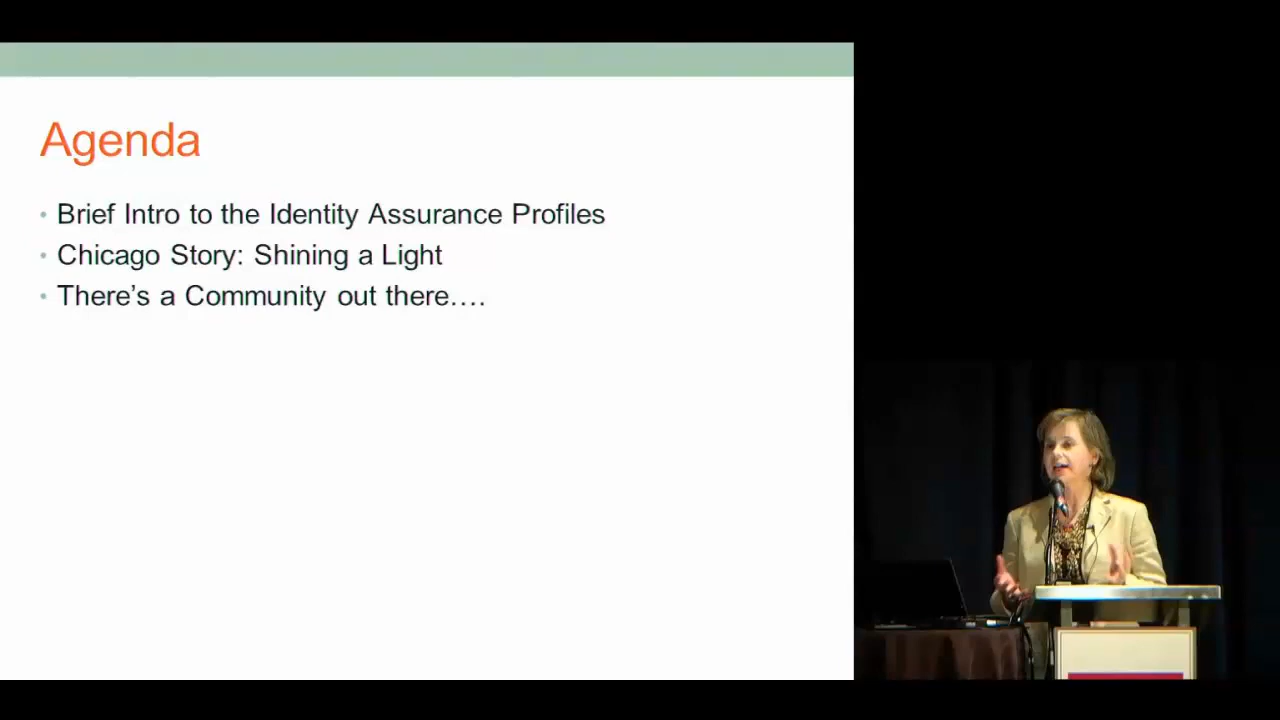 Agenda
• Brief Intro to the Identity Assurance Profiles
• Chicago Story: Shining a Light
• There’s a Community out there….